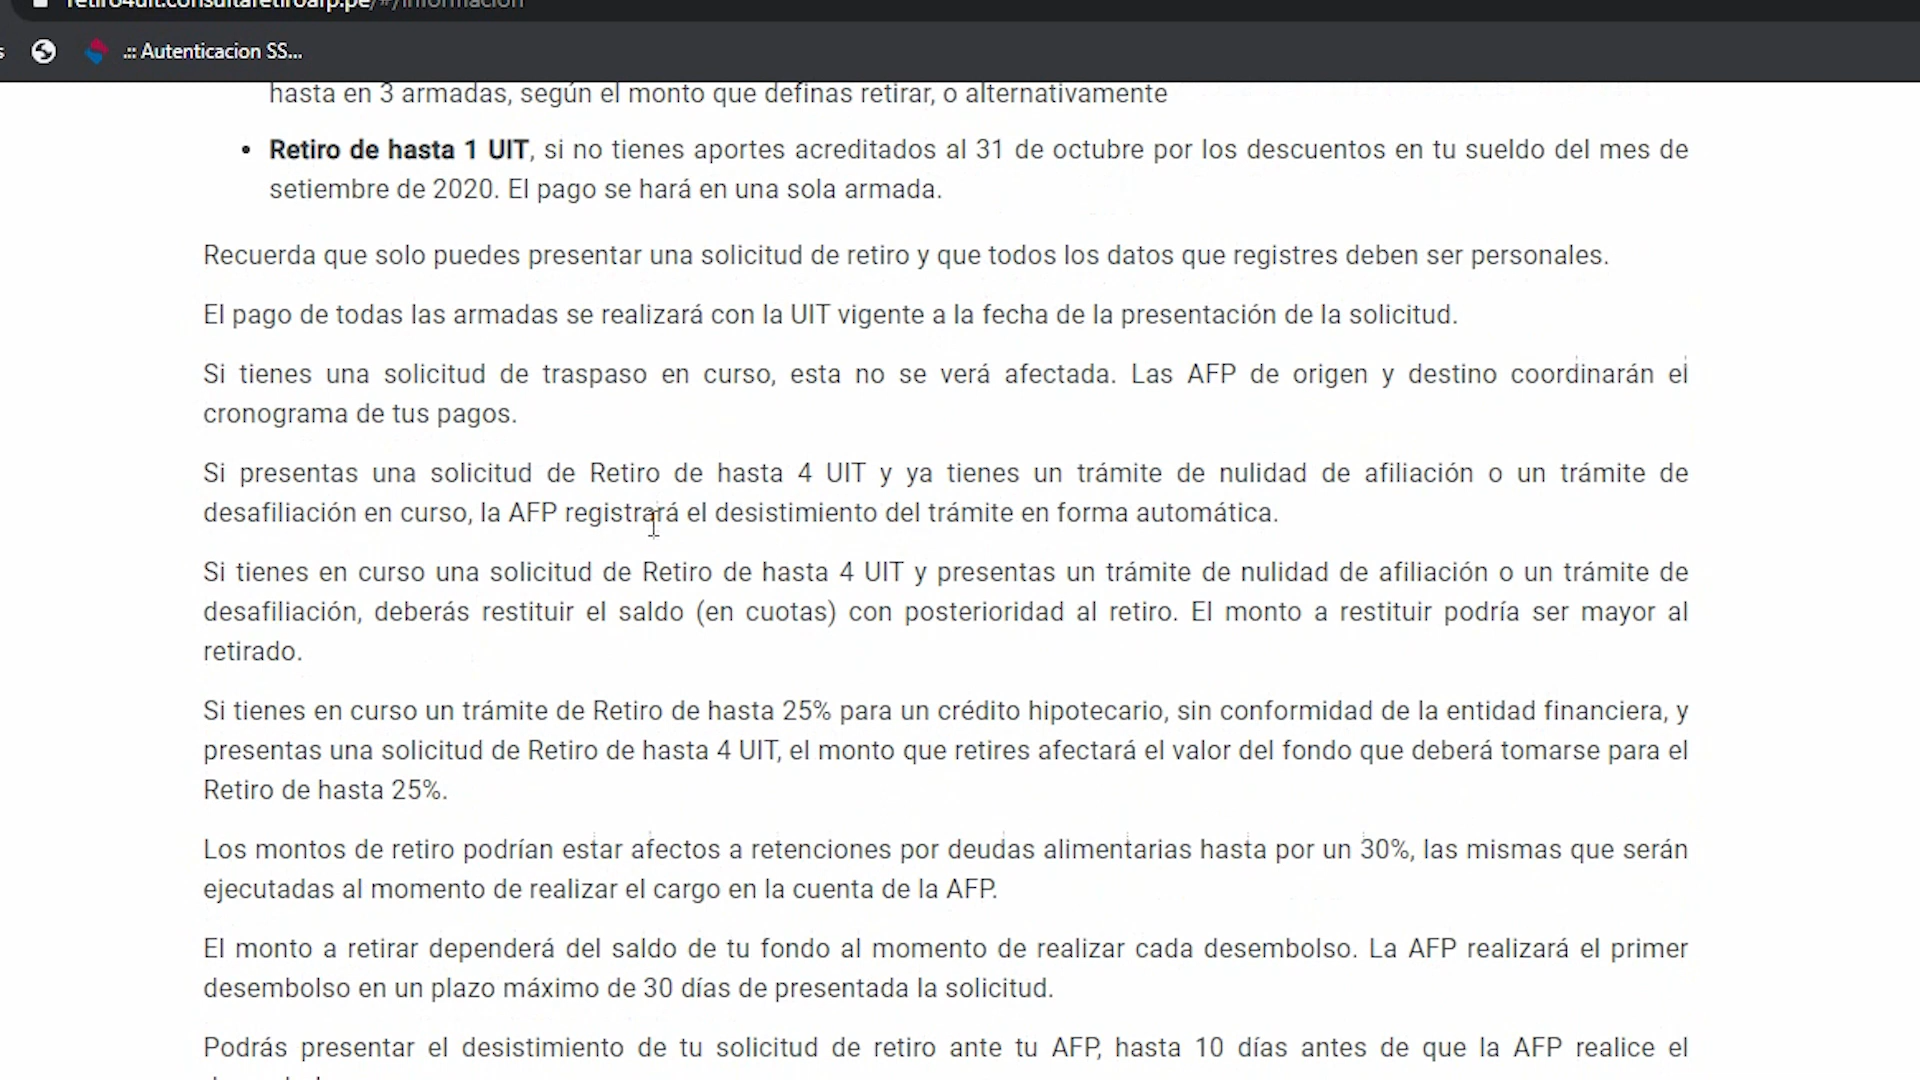 retiro4uit.consultaretiroafp.pe/#/informacion
s
.:: Autenticacion SS...
hasta en 3 armadas, según el monto que definas retirar, o alternativamente
• Retiro de hasta 1 UIT, si no tienes aportes acreditados al 31 de octubre por los descuentos en tu sueldo del mes de
setiembre de 2020. El pago se hará en una sola armada.
Recuerda que solo puedes presentar una solicitud de retiro y que todos los datos que registres deben ser personales.
El pago de todas las armadas se realizará con la UIT vigente a la fecha de la presentación de la solicitud.
Si tienes una solicitud de traspaso en curso, esta no se verá afectada. Las AFP de origen y destino coordinarán el
cronograma de tus pagos.
Si presentas una solicitud de Retiro de hasta 4 UIT y ya tienes un trámite de nulidad de afiliación o un trámite de
desafiliación en curso, la AFP registrará el desistimiento del trámite en forma automática.
Si tienes en curso una solicitud de Retiro de hasta 4 UIT y presentas un trámite de nulidad de afiliación o un trámite de
desafiliación, deberás restituir el saldo (en cuotas) con posterioridad al retiro. El monto a restituir podría ser mayor al
retirado.
Si tienes en curso un trámite de Retiro de hasta 25% para un crédito hipotecario, sin conformidad de la entidad financiera, y
presentas una solicitud de Retiro de hasta 4 UIT, el monto que retires afectará el valor del fondo que deberá tomarse para el
Retiro de hasta 25%.
Los montos de retiro podrían estar afectos a retenciones por deudas alimentarias hasta por un 30%, las mismas que serán
ejecutadas al momento de realizar el cargo en la cuenta de la AFP.
El monto a retirar dependerá del saldo de tu fondo al momento de realizar cada desembolso. La AFP realizará el primer
desembolso en un plazo máximo de 30 días de presentada la solicitud.
Podrás presentar el desistimiento de tu solicitud de retiro ante tu AFP, hasta 10 días antes de que la AFP realice el